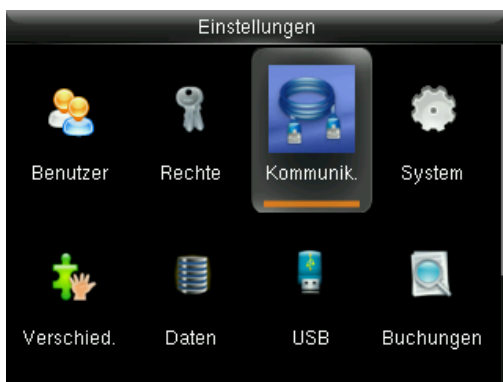 Einstellungen
Benutzer Rechte Kommunik. System
Verschied. Daten USB Buchungen